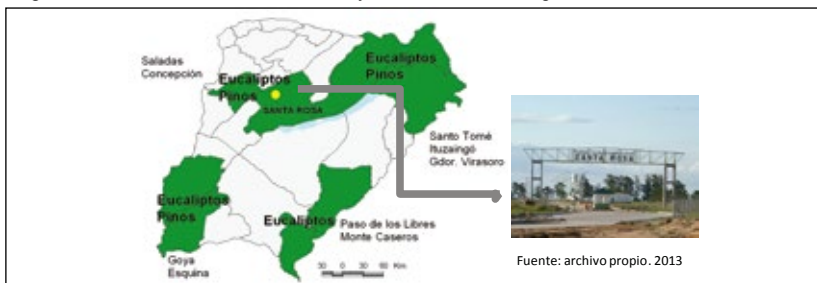 Saladas
Concepción
Eucaliptos
Pinos
SANTA ROSA
Eucaliptos
Pinos
Santo Tomé
Ituzaingó
Gdor. Virasoro
SANTA ROSA
Eucaliptos
Pinos
Goya
Esquina
Eucaliptos
Paso de los Libres
Monte Caseros
Km.
Fuente: archivo propio. 2013